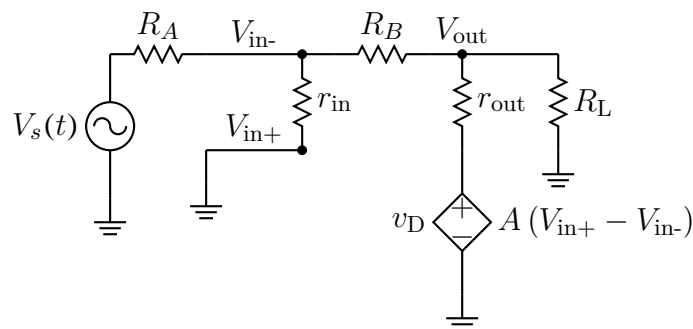 R_A
V_in-
R_B
V_out
r_in
r_out
R_L
V_s(t)
V_in+
+
−
v_D
A (V_in+ − V_in-)